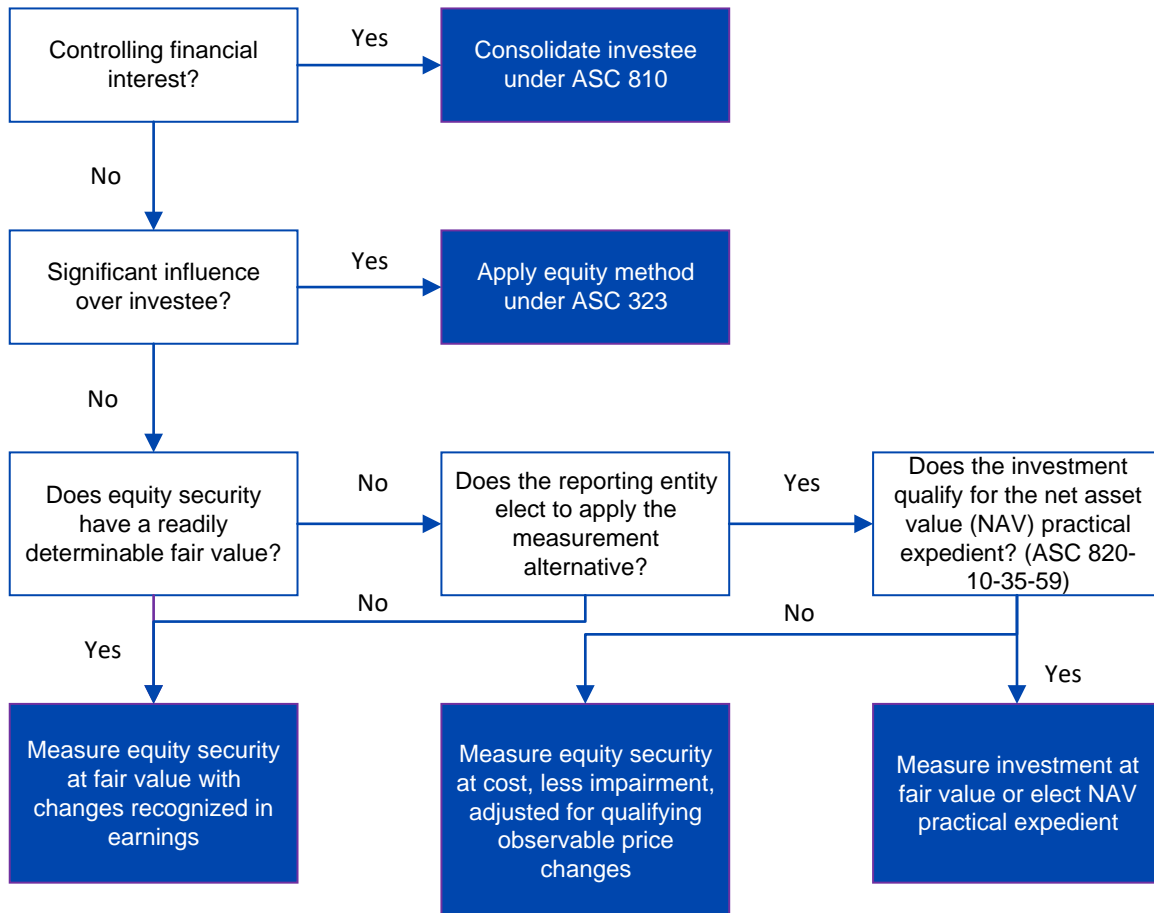 Controlling financial
interest?
Yes
Consolidate investee
under ASC 810
No
Significant influence
over investee?
Yes
Apply equity method
under ASC 323
No
Does equity security
have a readily
determinable fair value?
No
Does the reporting entity
elect to apply the
measurement
alternative?
Yes
Does the investment
qualify for the net asset
value (NAV) practical
expedient? (ASC 820-
10-35-59)
No
No
Yes
Yes
Measure equity security
at fair value with
changes recognized in
earnings
Measure equity security
at cost, less impairment,
adjusted for qualifying
observable price
changes
Measure investment at
fair value or elect NAV
practical expedient